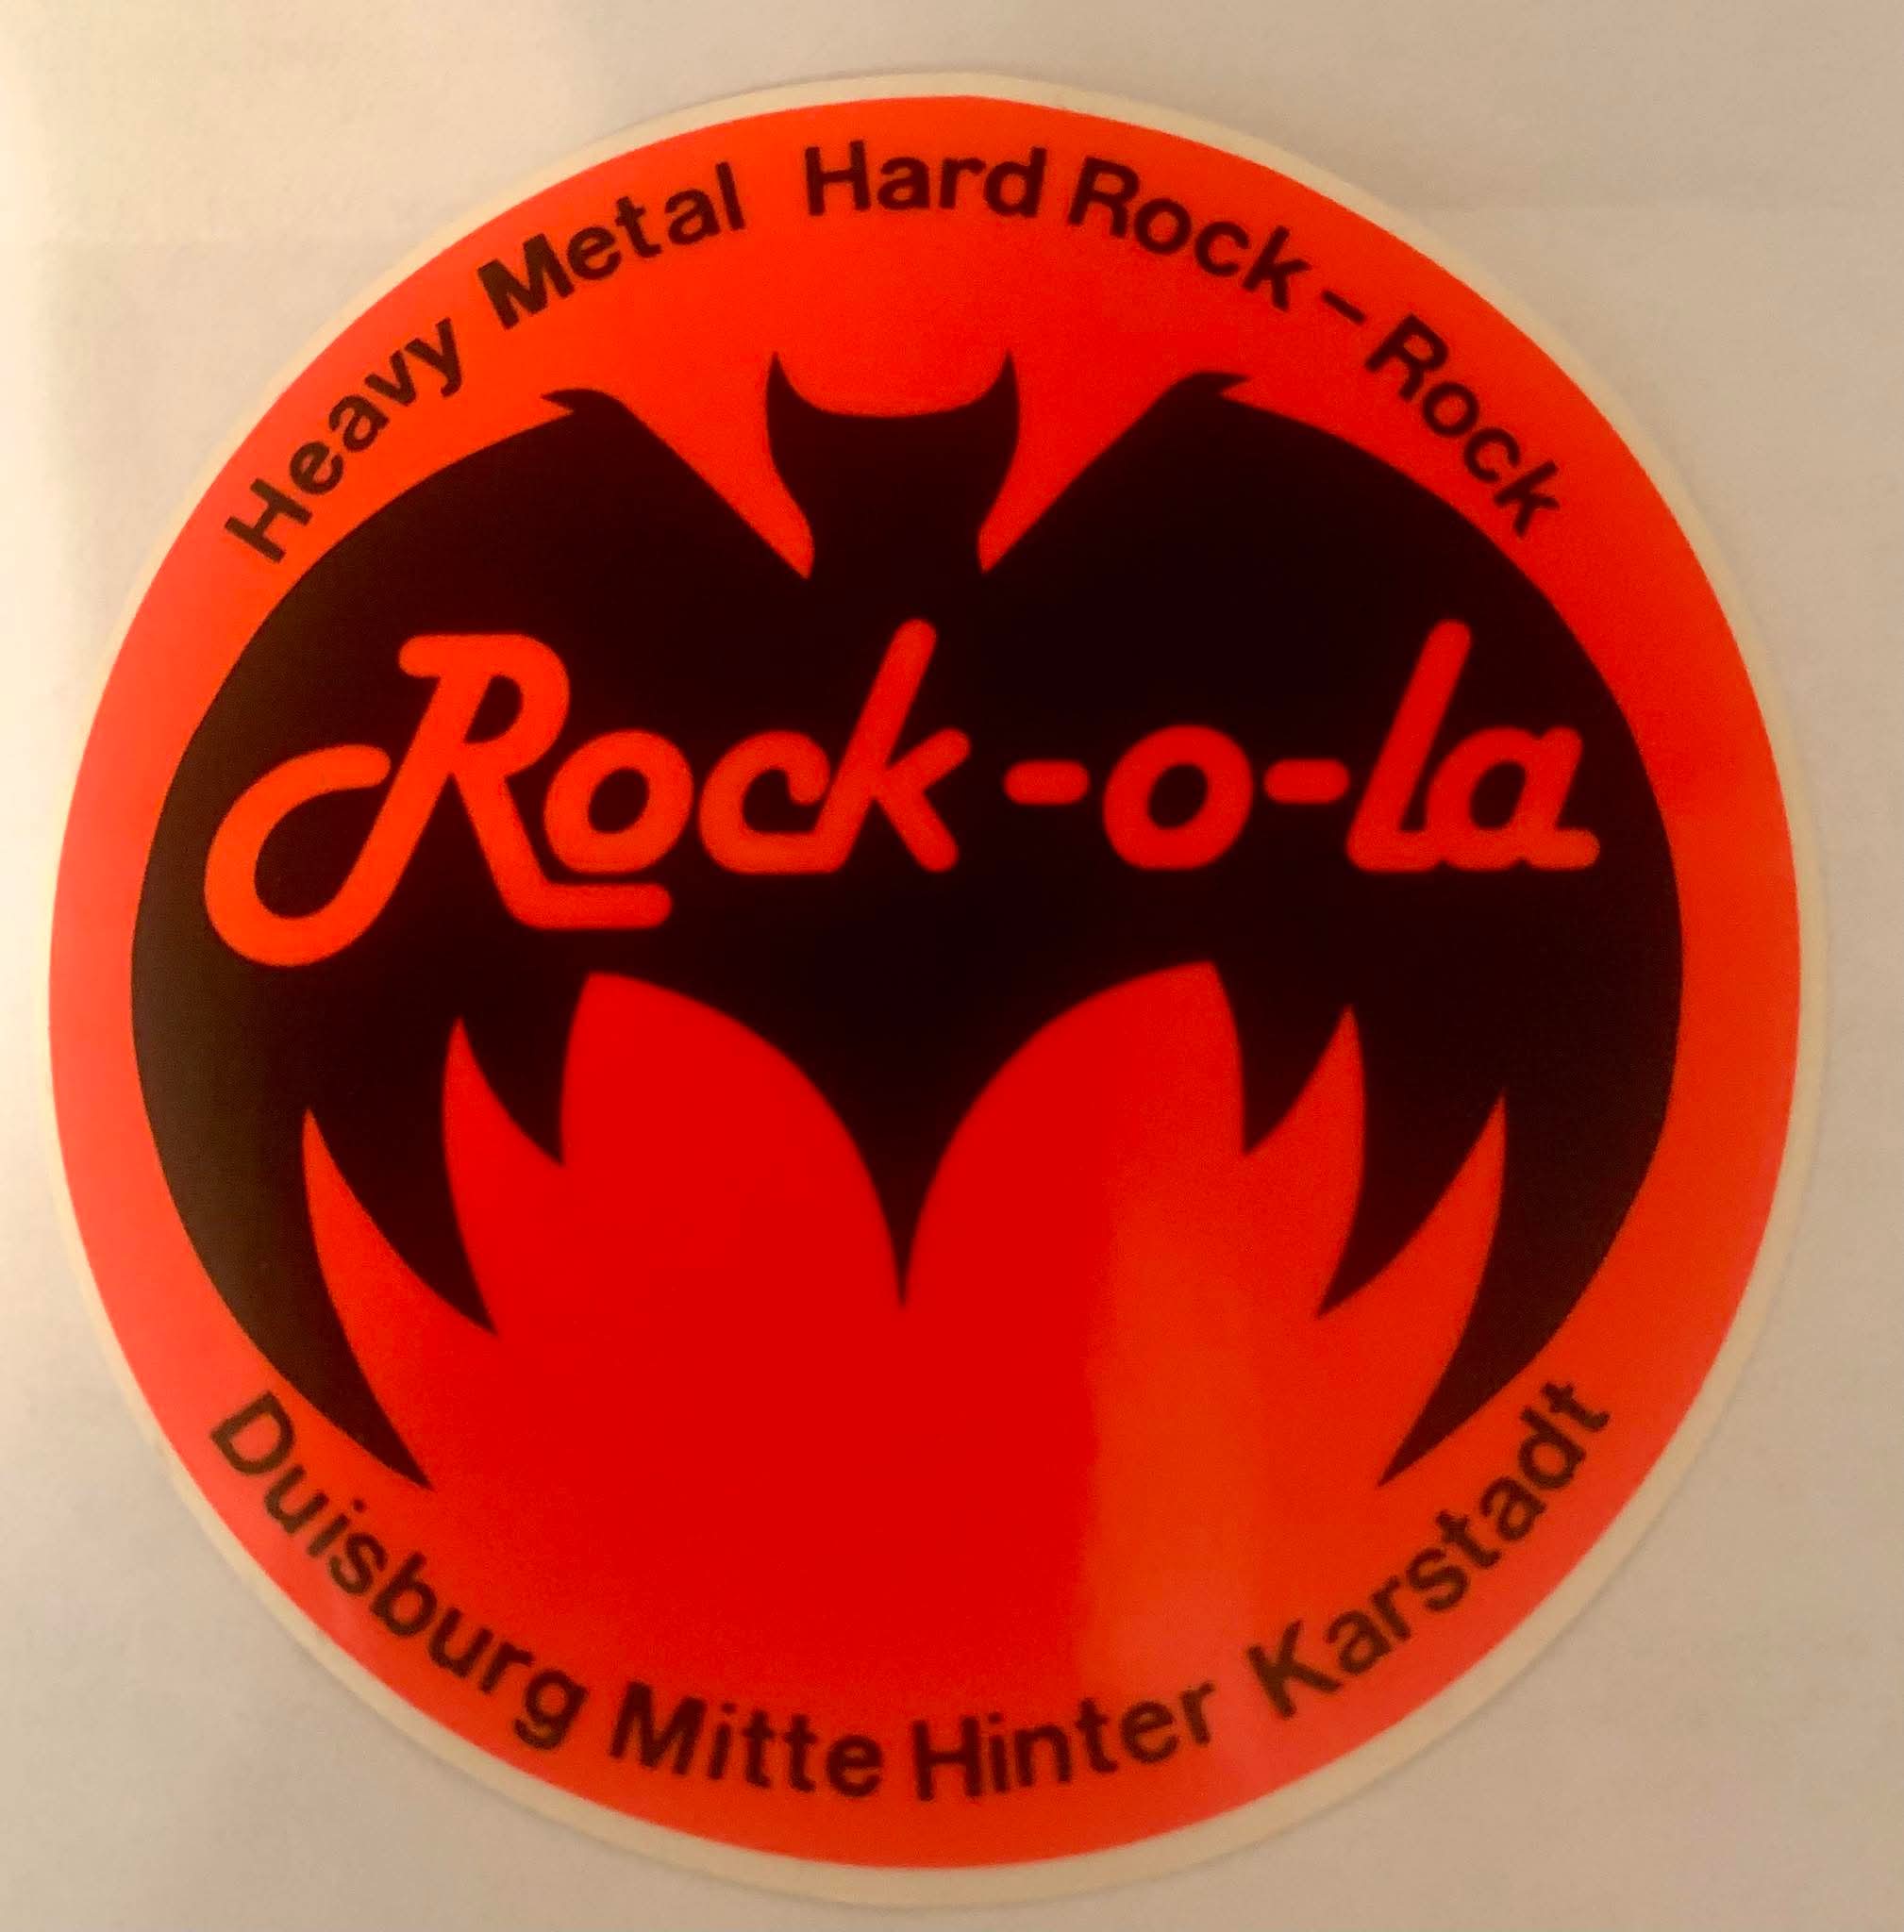 Heavy Metal Hard Rock - Rock
Rock-o-la
Duisburg Mitte Hinter Karstadt